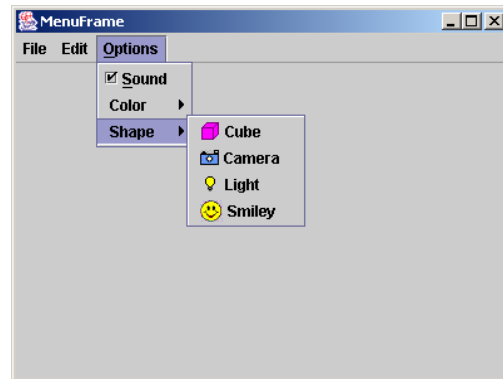 MenuFrame
File Edit Options
Sound
Color
Shape
Cube
Camera
Light
Smiley